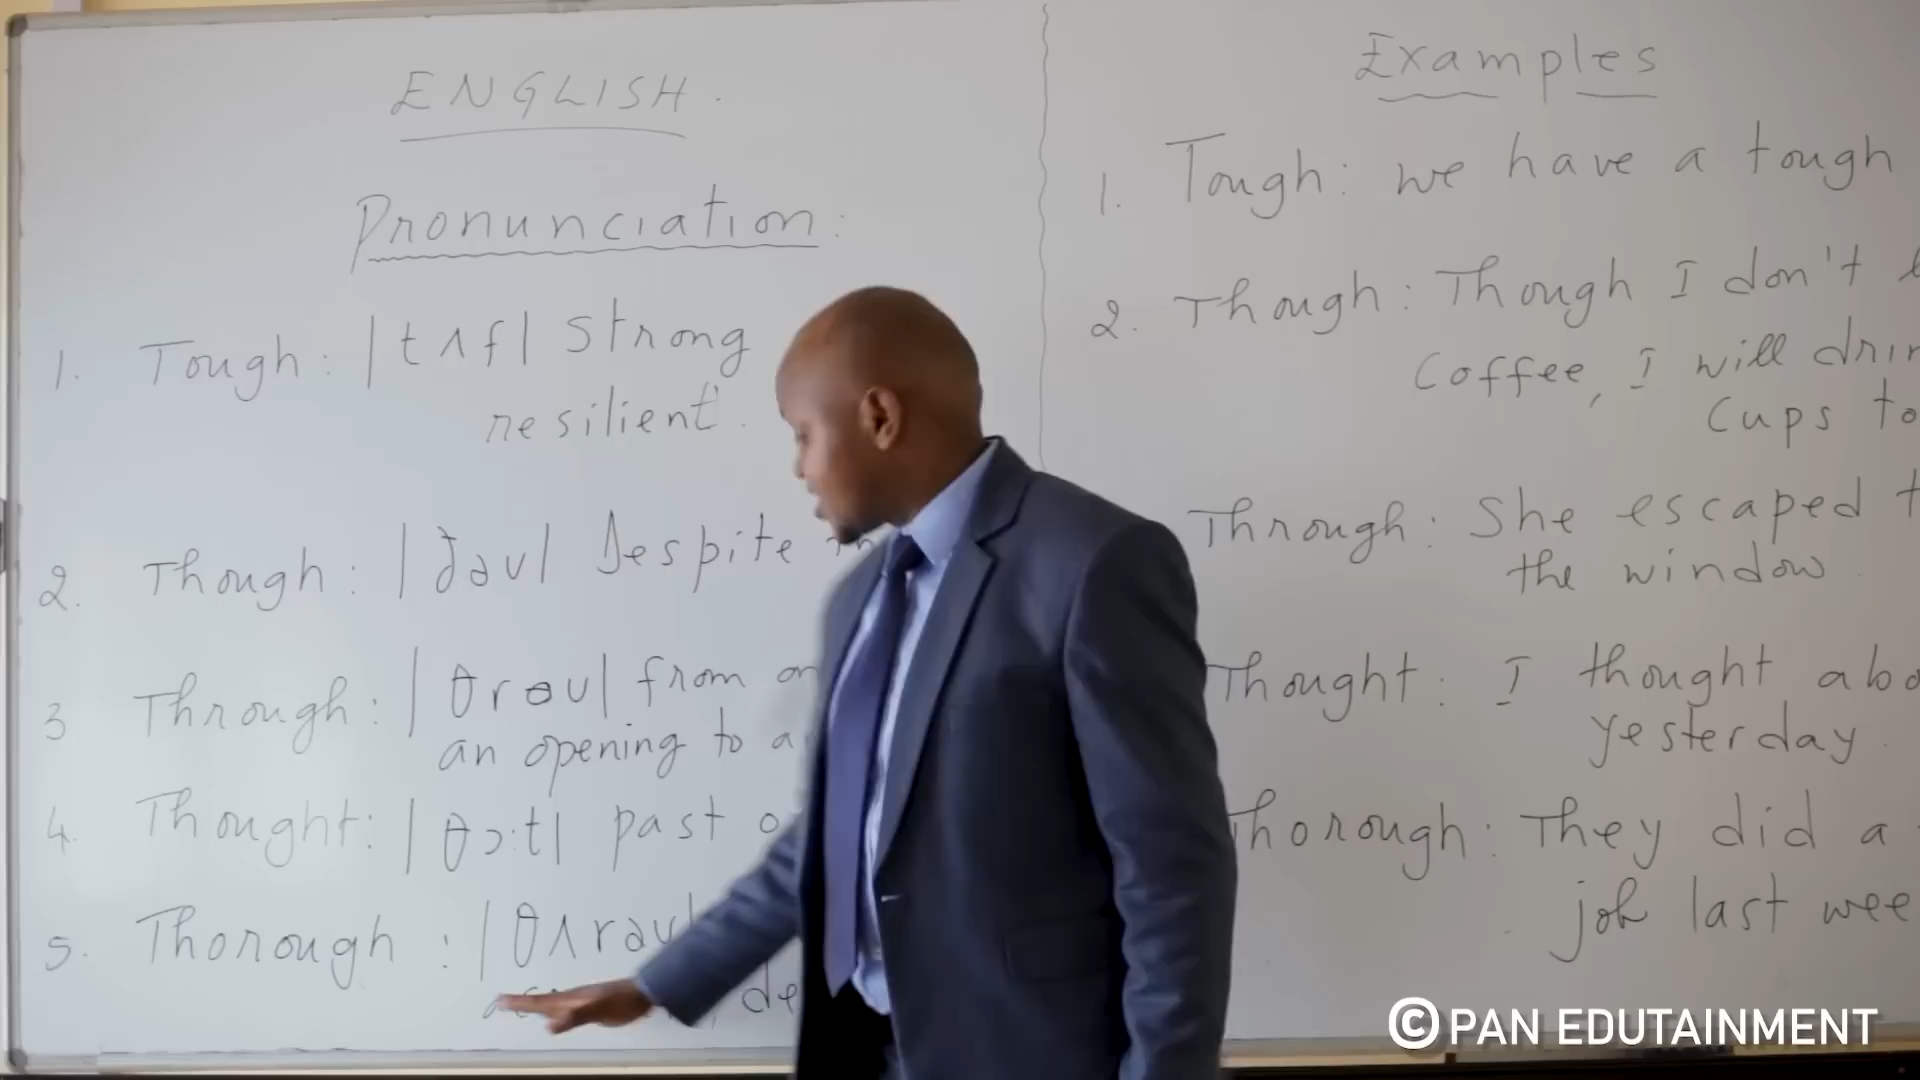 ENGLISH.
Pronunciation:
1. Tough: |tʌf| Strong
resilient.
2. Though: |ðəʊ| Despite
3 Through: |θrəʊ| from
an opening to a
4. Thought: |θɔ:t| past
5. Thorough: |θʌrəʊ
Examples
1. Tough: we have a tough
2. Though: Though I don't
Coffee, I will
Cups
Through: She escaped
the window
Thought: I thought
yesterday.
Thorough: They did a
job last
© PAN EDUTAINMENT